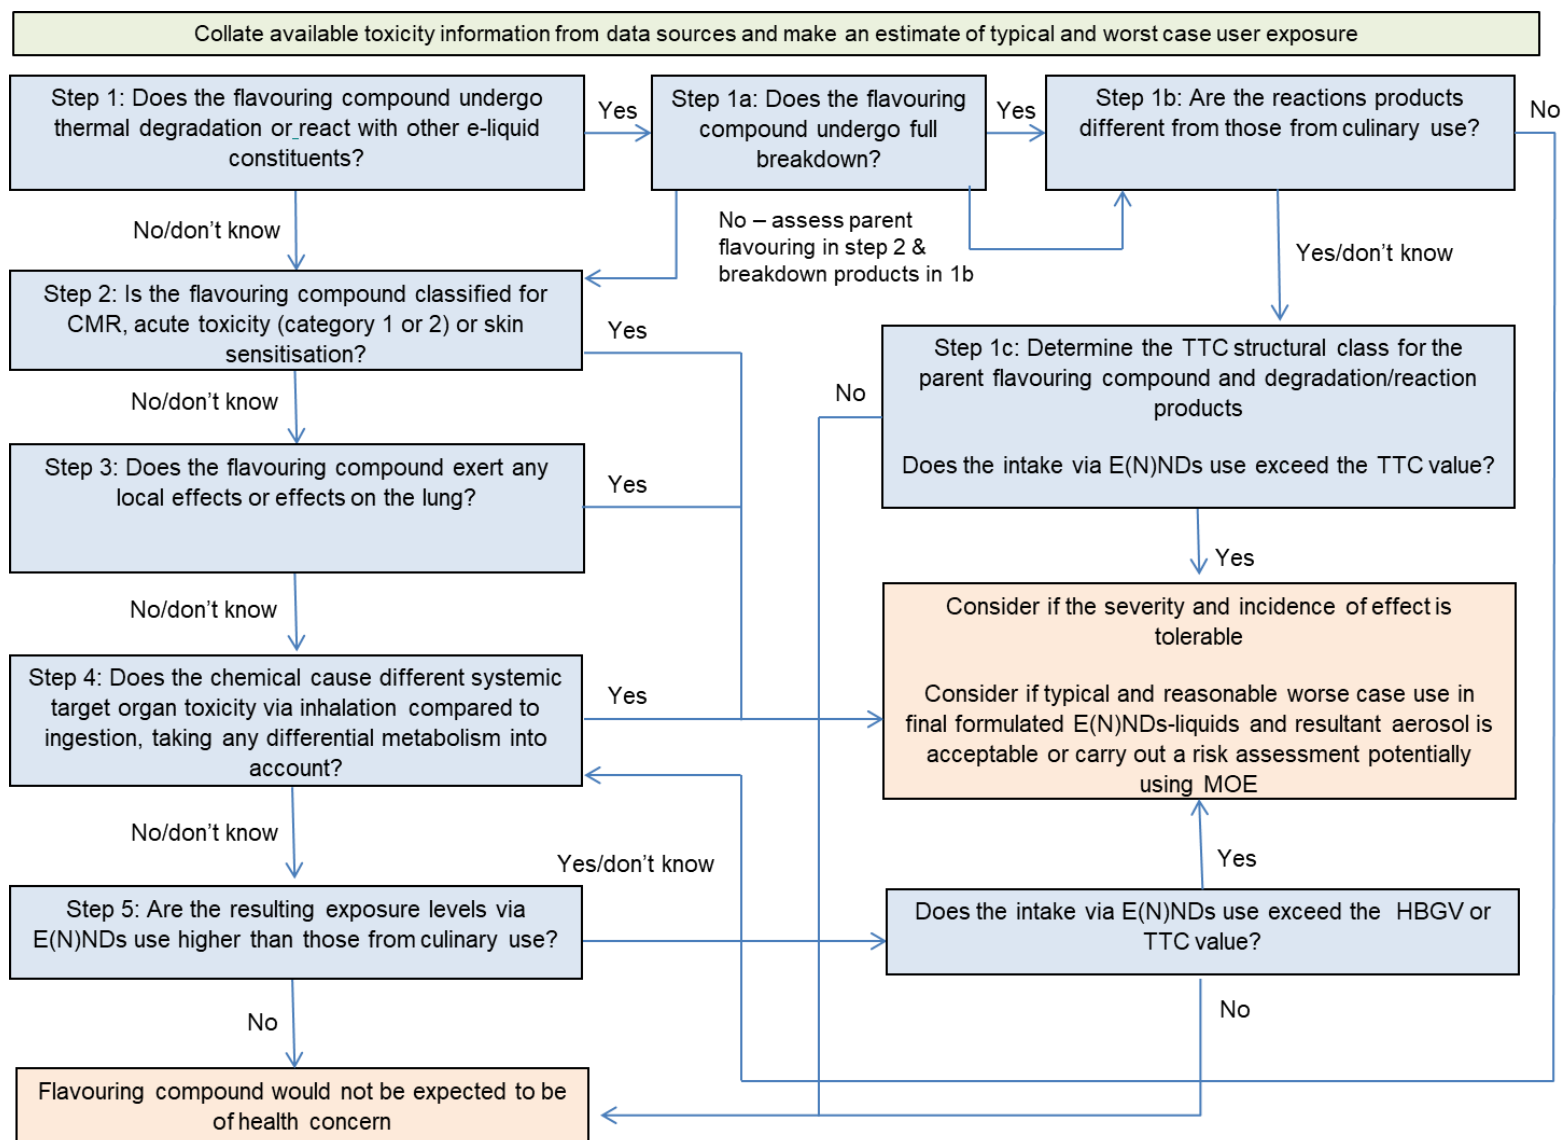 Collate available toxicity information from data sources and make an estimate of typical and worst case user exposure
Step 1: Does the flavouring compound undergo
thermal degradation or react with other e-liquid
constituents?
Yes
Step 1a: Does the flavouring
compound undergo full
breakdown?
Yes
Step 1b: Are the reactions products
different from those from culinary use?
No
No/don’t know
No – assess parent
flavouring in step 2 &
breakdown products in 1b
Yes/don’t know
Step 2: Is the flavouring compound classified for
CMR, acute toxicity (category 1 or 2) or skin
sensitisation?
Yes
Step 1c: Determine the TTC structural class for the
parent flavouring compound and degradation/reaction
products
Does the intake via E(N)NDs use exceed the TTC value?
No
No/don’t know
Step 3: Does the flavouring compound exert any
local effects or effects on the lung?
Yes
Yes
No/don’t know
Consider if the severity and incidence of effect is
tolerable
Consider if typical and reasonable worse case use in
final formulated E(N)NDs-liquids and resultant aerosol is
acceptable or carry out a risk assessment potentially
using MOE
Step 4: Does the chemical cause different systemic
target organ toxicity via inhalation compared to
ingestion, taking any differential metabolism into
account?
Yes
No/don’t know
Yes/don’t know
Yes
Step 5: Are the resulting exposure levels via
E(N)NDs use higher than those from culinary use?
Does the intake via E(N)NDs use exceed the HBGV or
TTC value?
No
No
Flavouring compound would not be expected to be
of health concern